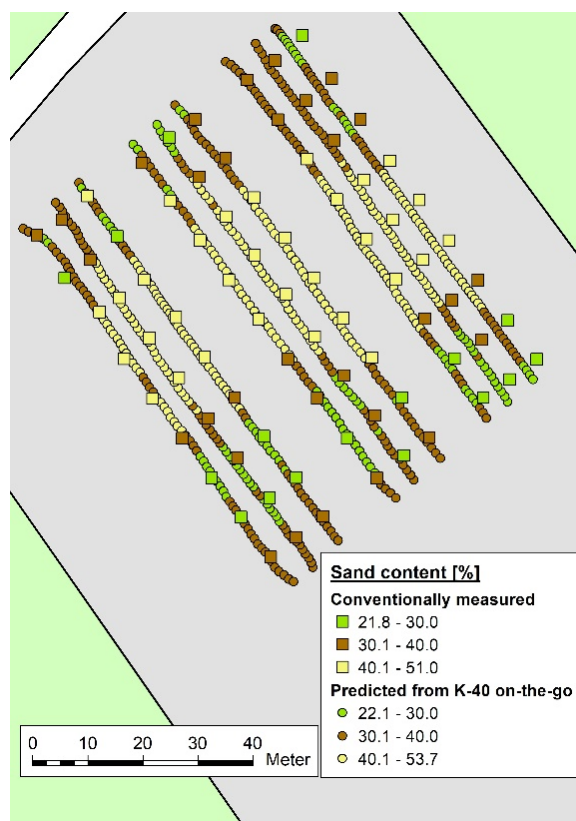 Sand content [%]
Conventionally measured
21.8 - 30.0
30.1 - 40.0
40.1 - 51.0
Predicted from K-40 on-the-go
22.1 - 30.0
30.1 - 40.0
40.1 - 53.7
0 10 20 30 40
Meter